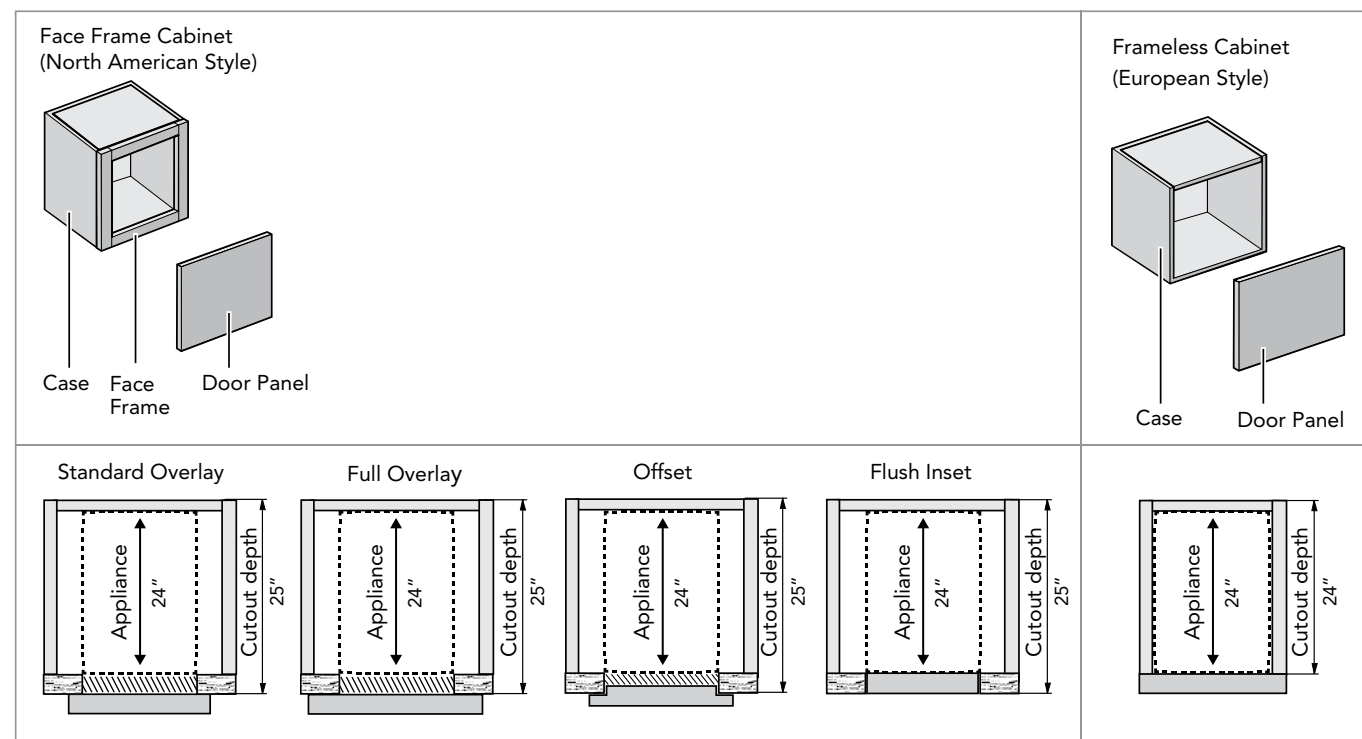 Face Frame Cabinet
(North American Style)
Case
Face
Frame
Door Panel
Frameless Cabinet
(European Style)
Case
Door Panel
Standard Overlay
Appliance
24”
Cutout depth
25”
Full Overlay
Appliance
24”
Cutout depth
25”
Offset
Appliance
24”
Cutout depth
25”
Flush Inset
Appliance
24”
Cutout depth
25”
Appliance
24”
Cutout depth
24”